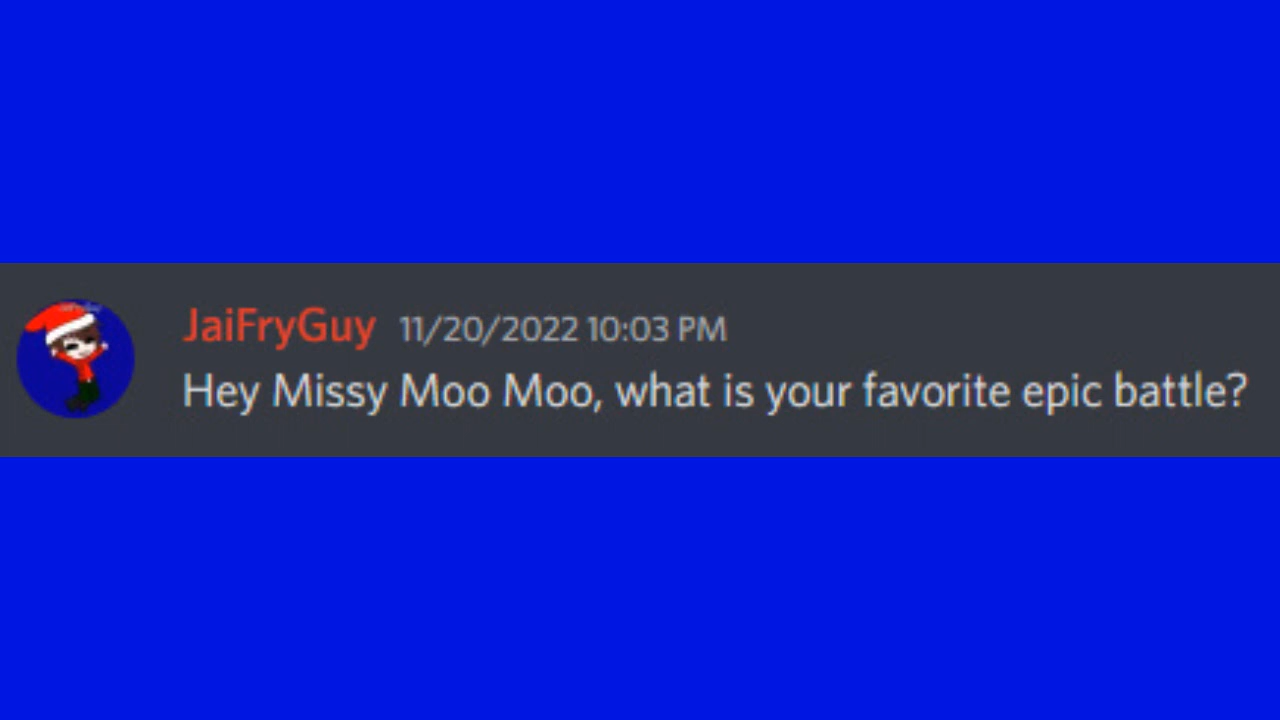 JaiFryGuy 11/20/2022 10:03 PM
Hey Missy Moo Moo, what is your favorite epic battle?